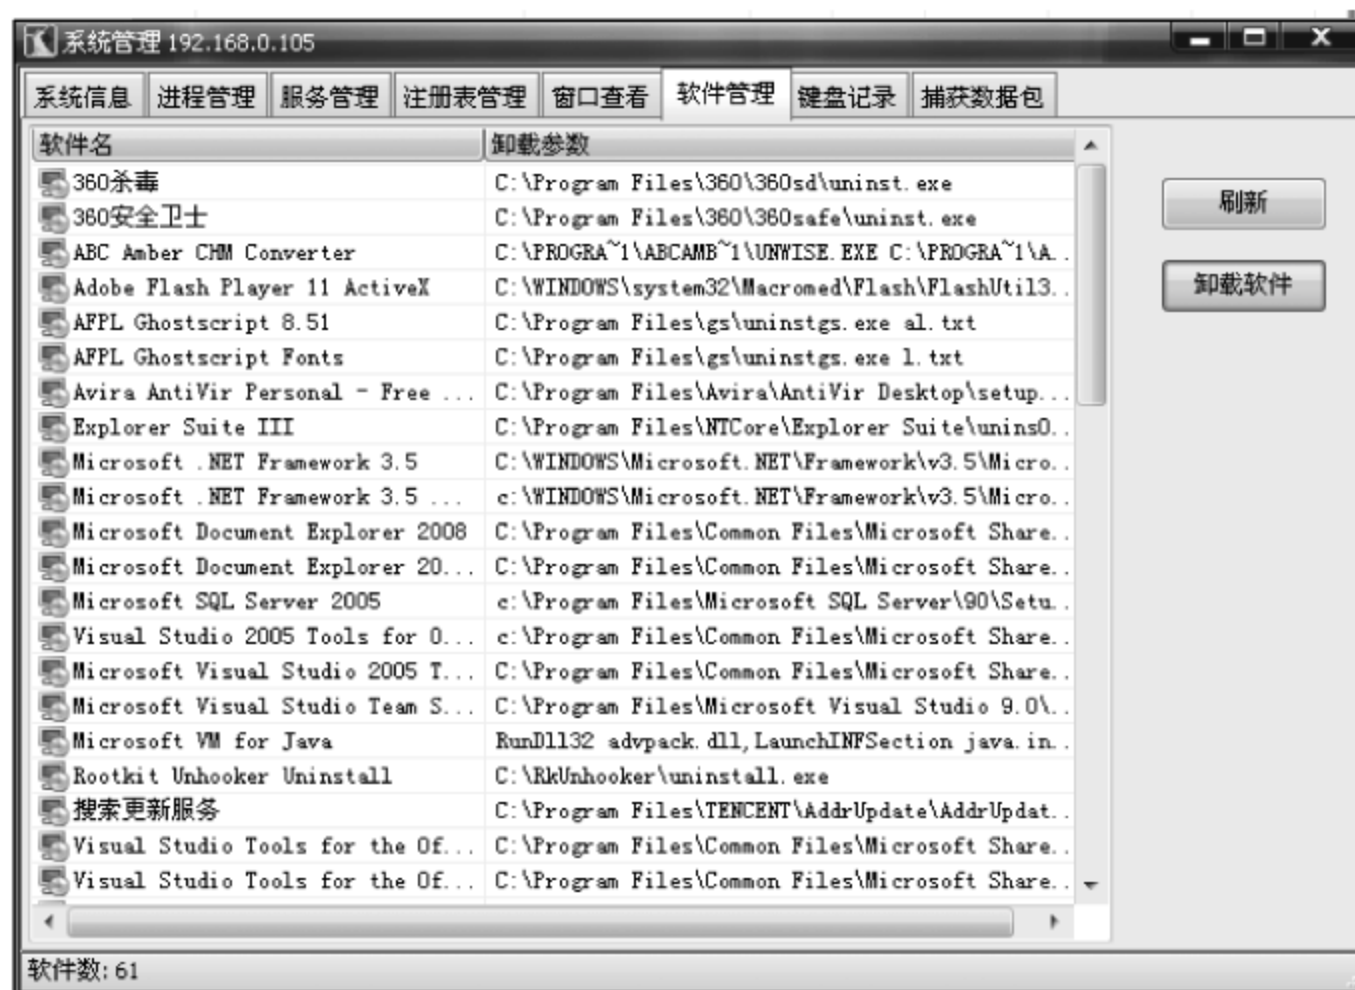 系统管理 192.168.0.105
系统信息 进程管理 服务管理 注册表管理 窗口查看 软件管理 键盘记录 捕获数据包
软件名 卸载参数
360杀毒 C:\Program Files\360\360sd\uninst.exe
刷新
360安全卫士 C:\Program Files\360\360safe\uninst.exe
ABC Amber CHM Converter C:\PROGRA~1\ABCAMB~1\UNWISE.EXE C:\PROGRA~1\A..
Adobe Flash Player 11 ActiveX C:\WINDOWS\system32\Macromed\Flash\FlashUtil3..
卸载软件
AFPL Ghostscript 8.51 C:\Program Files\gs\uninstgs.exe al.txt
AFPL Ghostscript Fonts C:\Program Files\gs\uninstgs.exe l.txt
Avira AntiVir Personal - Free ... C:\Program Files\Avira\AntiVir Desktop\setup...
Explorer Suite III C:\Program Files\NTCore\Explorer Suite\unins0..
Microsoft .NET Framework 3.5 C:\WINDOWS\Microsoft.NET\Framework\v3.5\Micro..
Microsoft .NET Framework 3.5 ... c:\WINDOWS\Microsoft.NET\Framework\v3.5\Micro..
Microsoft Document Explorer 2008 C:\Program Files\Common Files\Microsoft Share..
Microsoft Document Explorer 20... C:\Program Files\Common Files\Microsoft Share..
Microsoft SQL Server 2005 c:\Program Files\Microsoft SQL Server\90\Setu..
Visual Studio 2005 Tools for O... c:\Program Files\Common Files\Microsoft Share..
Microsoft Visual Studio 2005 T... C:\Program Files\Common Files\Microsoft Share..
Microsoft Visual Studio Team S... C:\Program Files\Microsoft Visual Studio 9.0\..
Microsoft VM for Java RunDll32 advpack.dll,LaunchINFSection java.in..
Rootkit Unhooker Uninstall C:\RkUnhooker\uninstall.exe
搜索更新服务 C:\Program Files\TENCENT\AddrUpdate\AddrUpdat..
Visual Studio Tools for the Of... C:\Program Files\Common Files\Microsoft Share..
Visual Studio Tools for the Of... C:\Program Files\Common Files\Microsoft Share..
软件数: 61